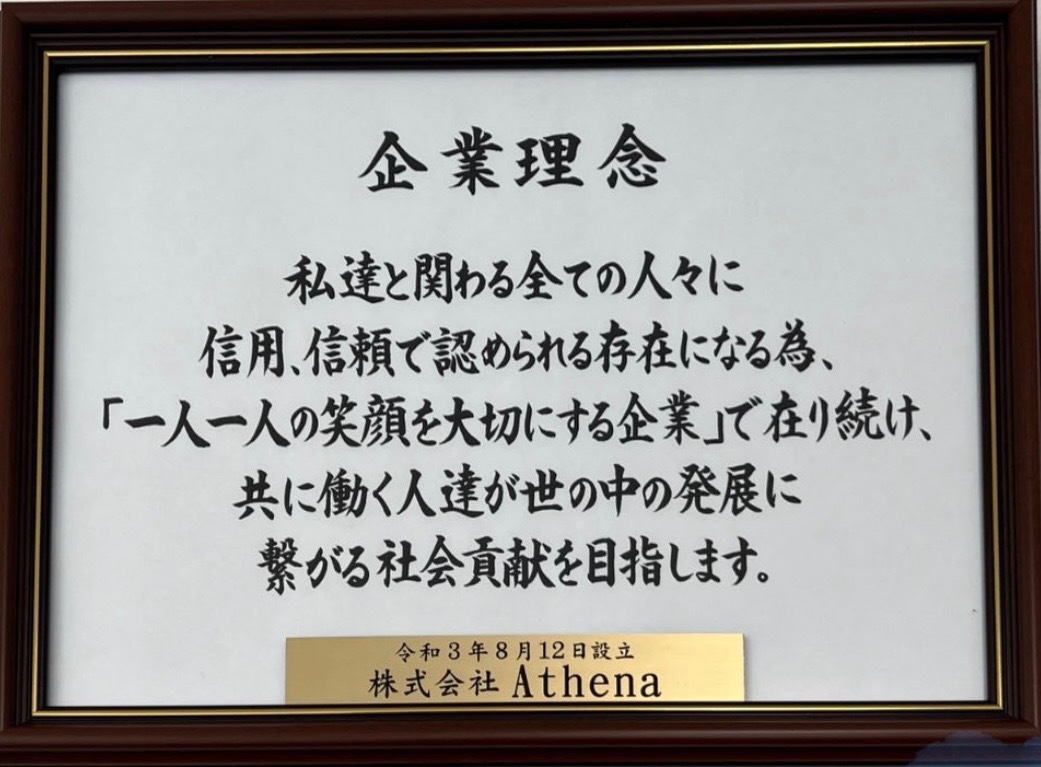 企業理念
私達と関わる全ての人々に
信用、信頼で認められる存在になる為、
「一人一人の笑顔を大切にする企業」で在り続け、
共に働く人達が世の中の発展に
繋がる社会貢献を目指します。
令和3年8月12日設立
株式会社 Athena